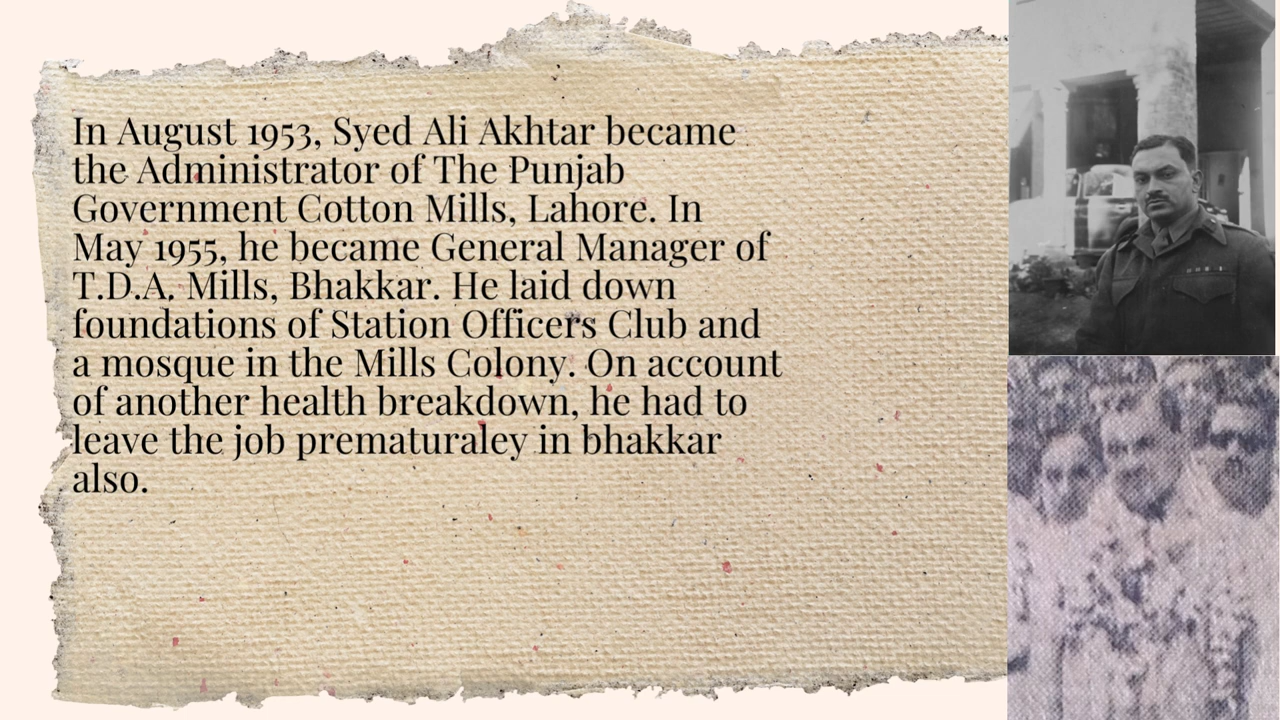 In August 1953, Syed Ali Akhtar became
the Administrator of The Punjab
Government Cotton Mills, Lahore. In
May 1955, he became General Manager of
T.D.A. Mills, Bhakkar. He laid down
foundations of Station Officers Club and
a mosque in the Mills Colony. On account
of another health breakdown, he had to
leave the job prematuraley in bhakkar
also.